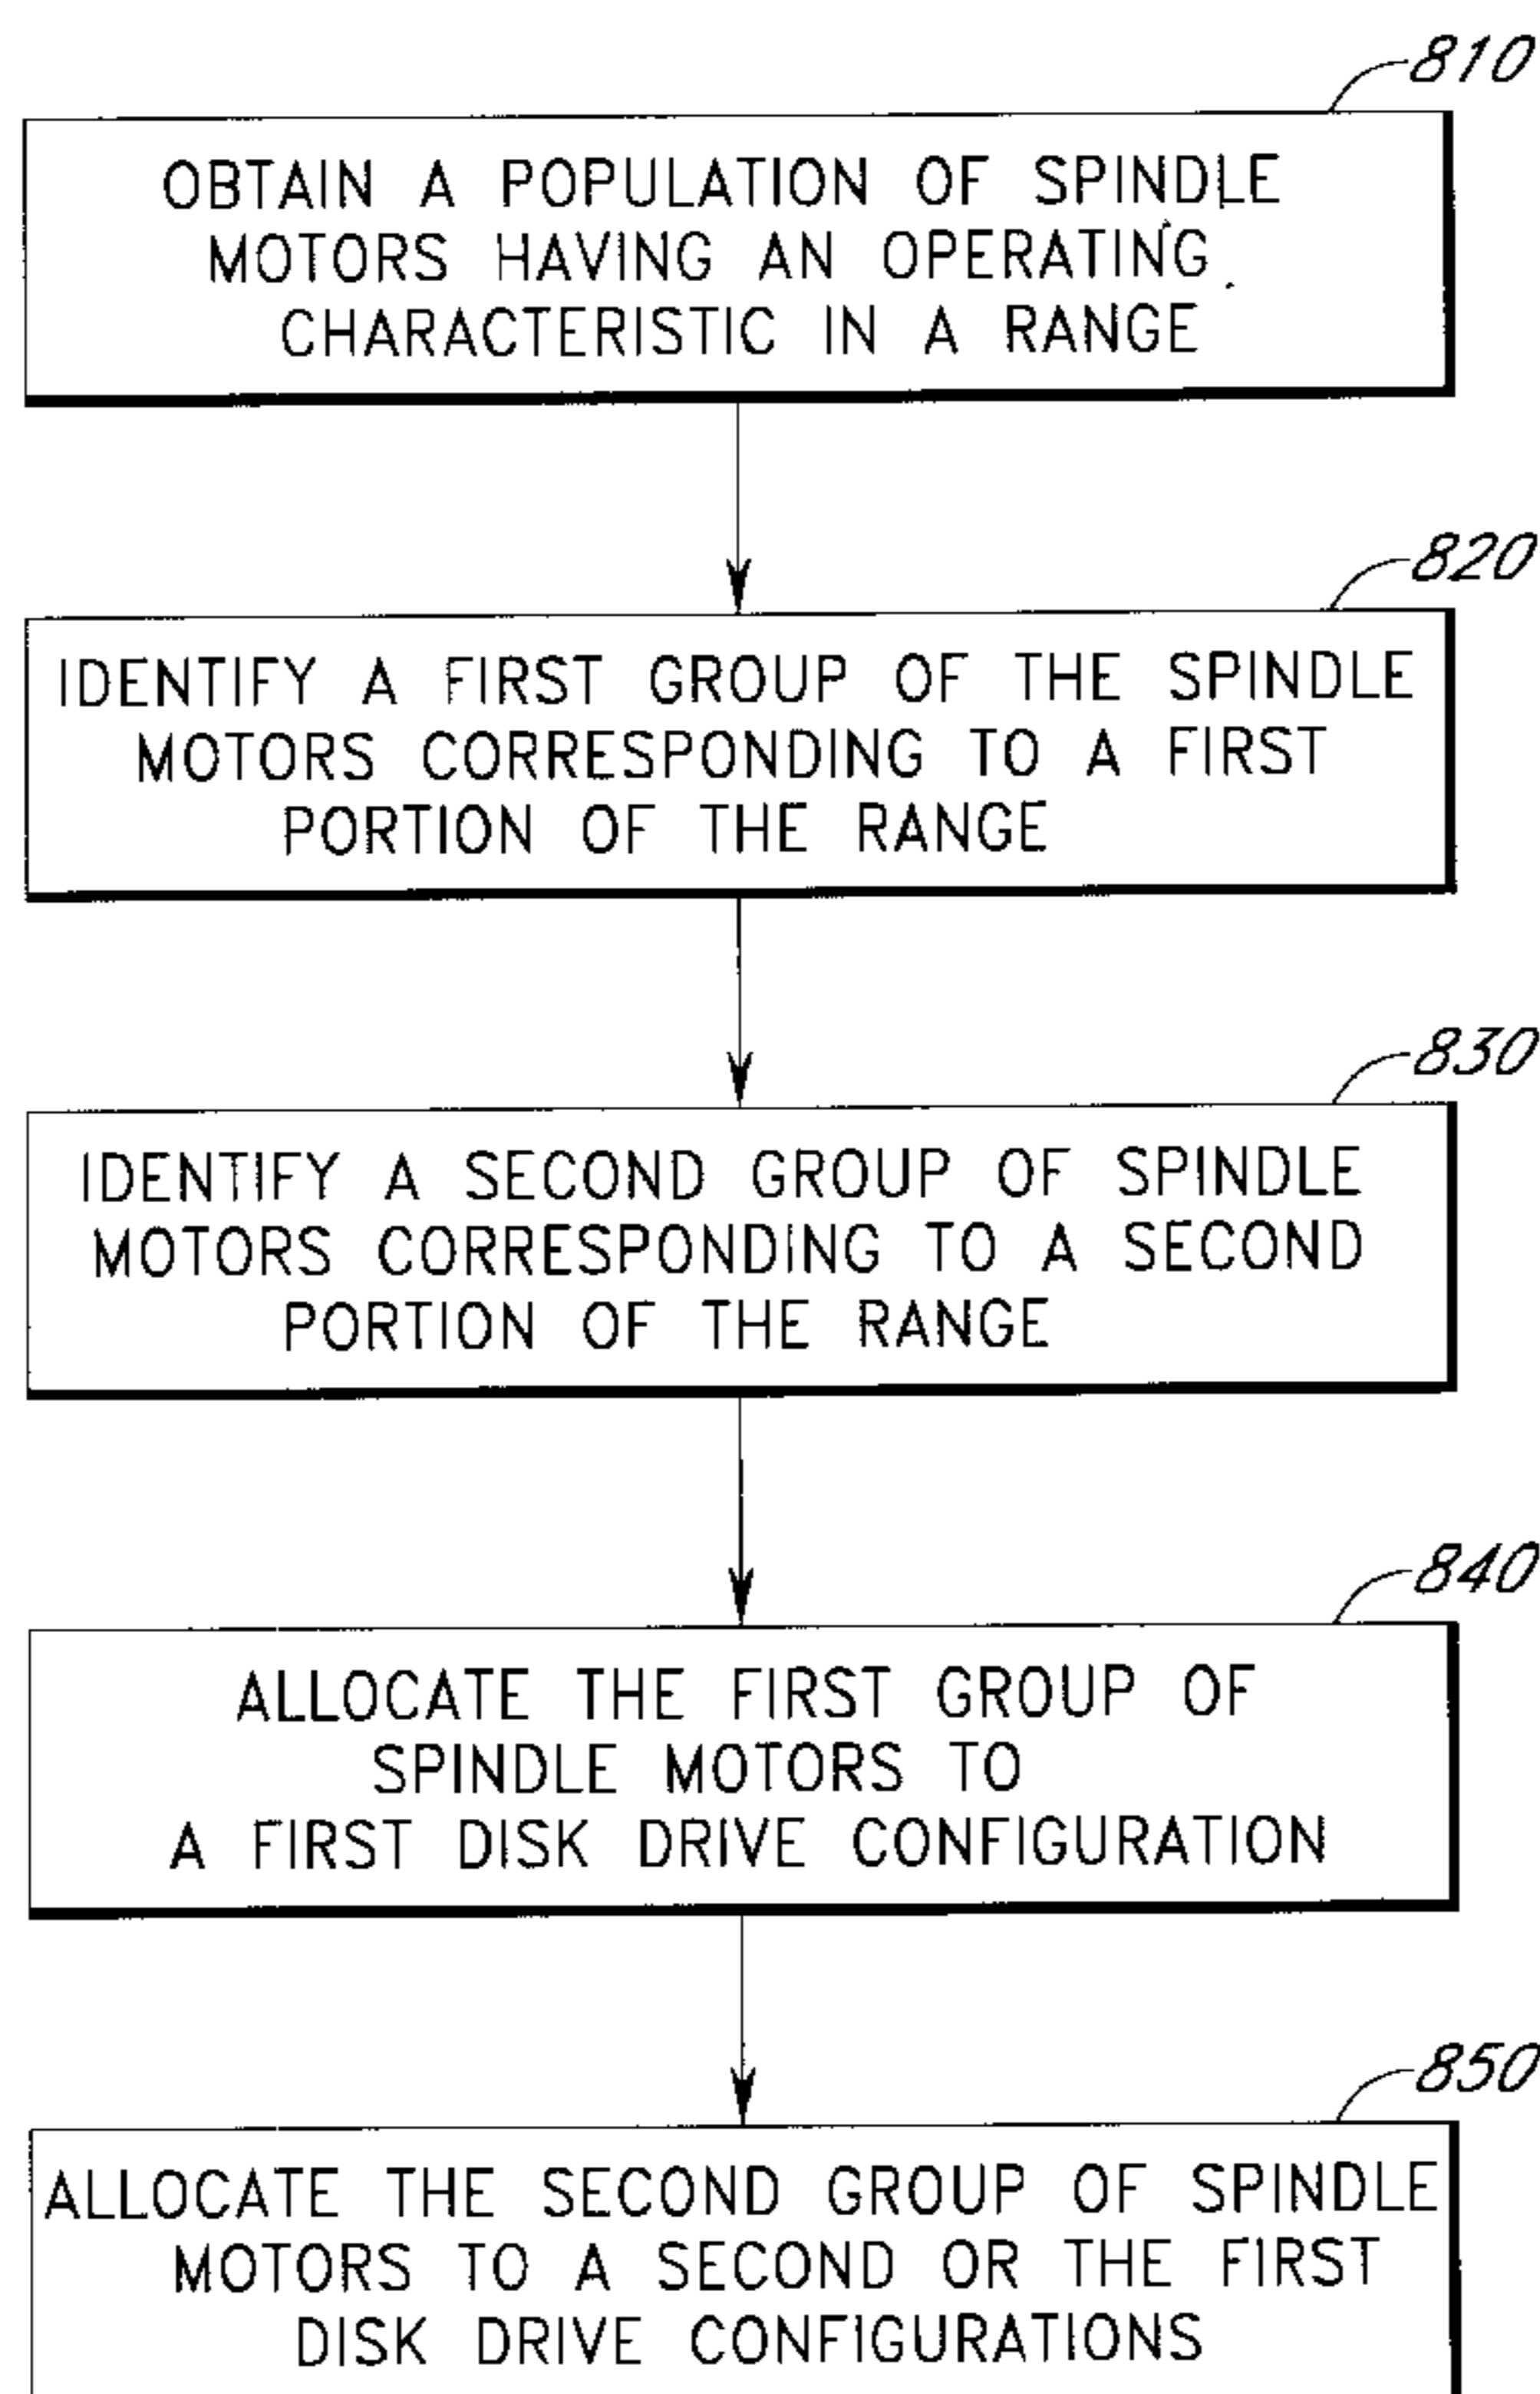 810
OBTAIN A POPULATION OF SPINDLE
MOTORS HAVING AN OPERATING
CHARACTERISTIC IN A RANGE
820
IDENTIFY A FIRST GROUP OF THE SPINDLE
MOTORS CORRESPONDING TO A FIRST
PORTION OF THE RANGE
830
IDENTIFY A SECOND GROUP OF SPINDLE
MOTORS CORRESPONDING TO A SECOND
PORTION OF THE RANGE
840
ALLOCATE THE FIRST GROUP OF
SPINDLE MOTORS TO
A FIRST DISK DRIVE CONFIGURATION
850
ALLOCATE THE SECOND GROUP OF SPINDLE
MOTORS TO A SECOND OR THE FIRST
DISK DRIVE CONFIGURATIONS